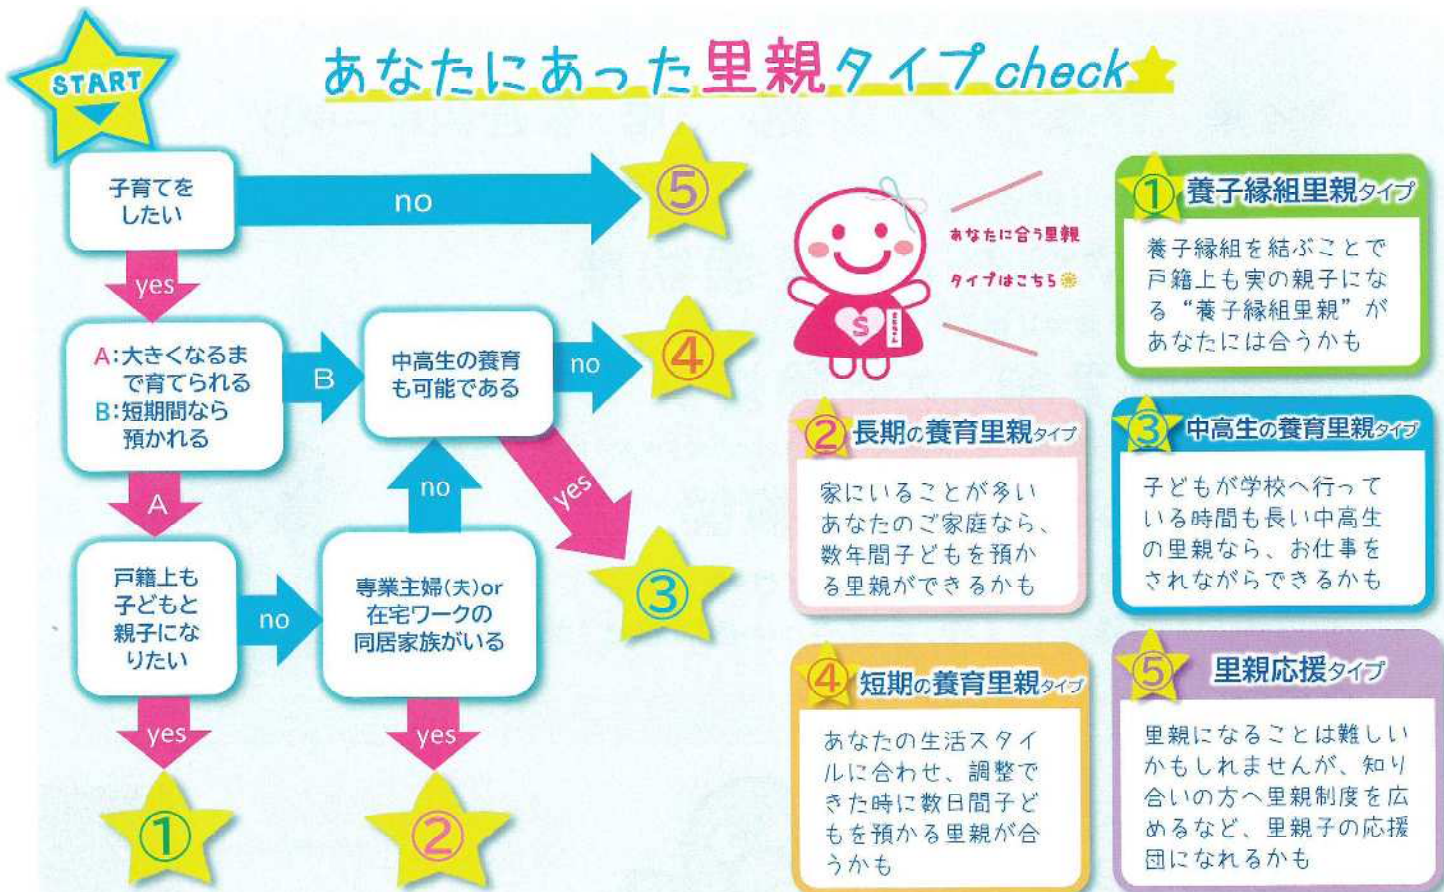 START
あなたにあった里親タイプcheck
子育てを
したい
no
⑤
yes
A:大きくなるま
で育てられる
B:短期間なら
預かれる
B
中高生の養育
も可能である
no
④
A
no
yes
③
戸籍上も
子どもと
親子にな
りたい
no
専業主婦(夫)or
在宅ワークの
同居家族がいる
yes
①
yes
②
あなたに合う里親
タイプはこちら
S
① 養子縁組里親タイプ
養子縁組を結ぶことで
戸籍上も実の親子にな
る“養子縁組里親”が
あなたには合うかも
② 長期の養育里親タイプ
家にいることが多い
あなたのご家庭なら、
数年間子どもを預か
る里親ができるかも
③ 中高生の養育里親タイプ
子どもが学校へ行って
いる時間も長い中高生
の里親なら、お仕事を
されながらできるかも
④ 短期の養育里親タイプ
あなたの生活スタイ
ルに合わせ、調整で
きた時に数日間子ど
もを預かる里親が合
うかも
⑤ 里親応援タイプ
里親になることは難しい
かもしれませんが、知り
合いの方へ里親制度を広
めるなど、里親子の応援
団になれるかも